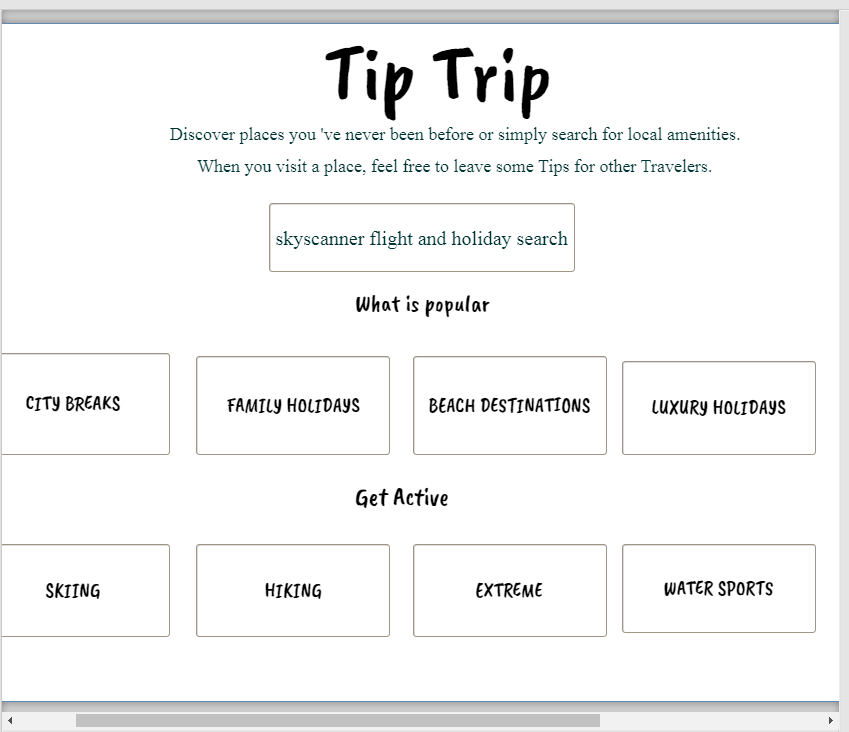 Tip Trip
Discover places you 've never been before or simply search for local amenities.
When you visit a place, feel free to leave some Tips for other Travelers.
skyscanner flight and holiday search
What is popular
CITY BREAKS
FAMILY HOLIDAYS
BEACH DESTINATIONS
LUXURY HOLIDAYS
Get Active
SKIING
HIKING
EXTREME
WATER SPORTS